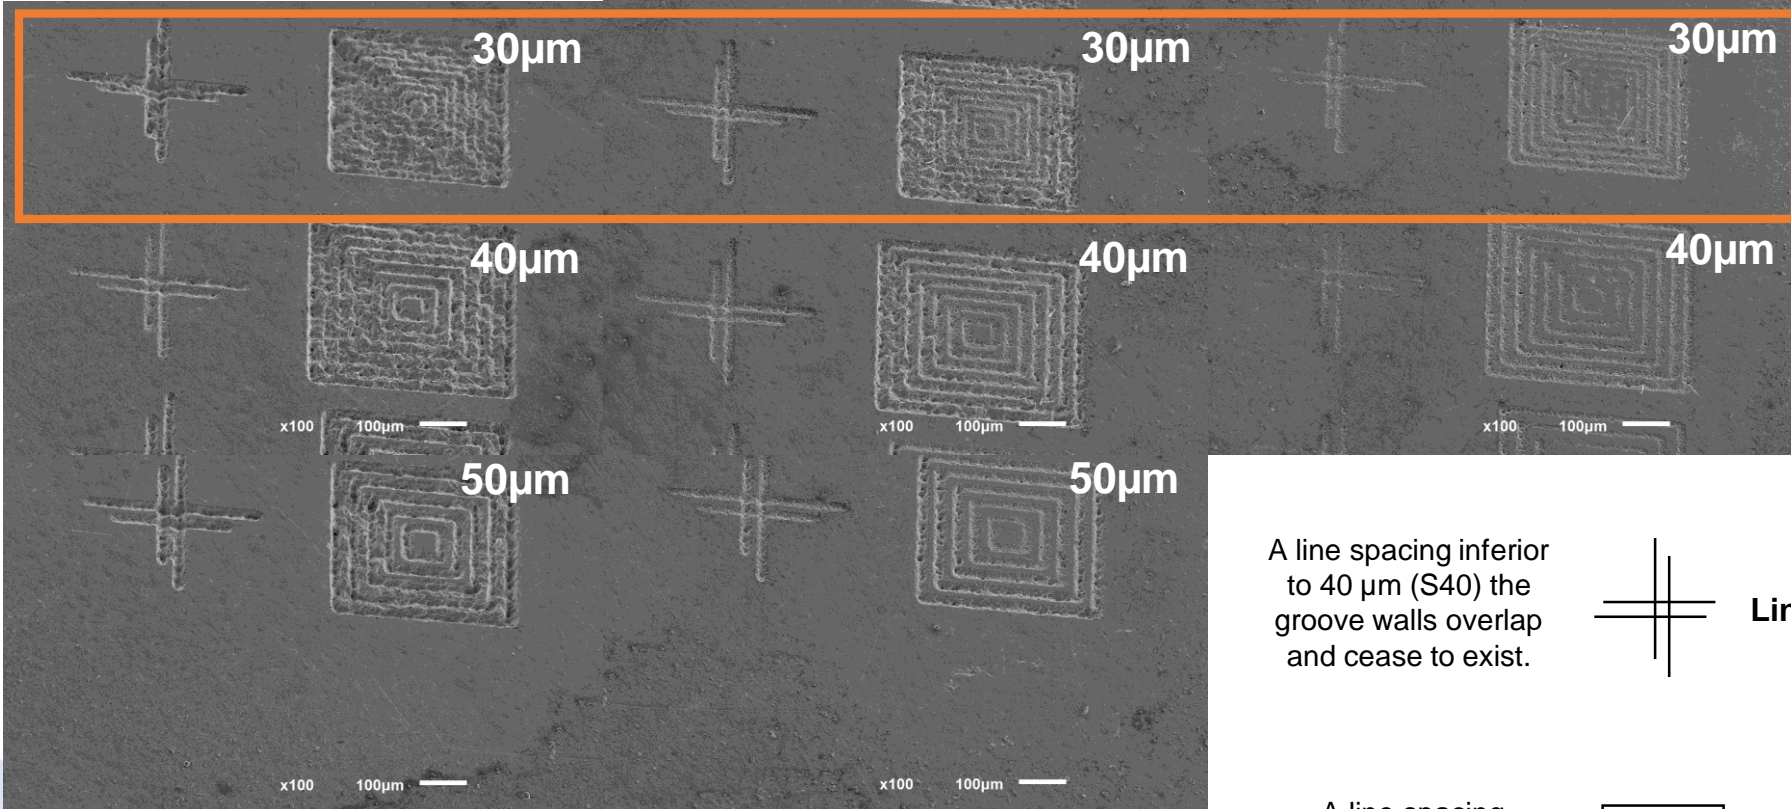 30μm
30μm
30μm
40μm
40μm
40μm
x100 100μm
x100 100μm
x100 100μm
50μm
50μm
A line spacing inferior
to 40 μm (S40) the
groove walls overlap
and cease to exist.
x100 100μm
x100 100μm